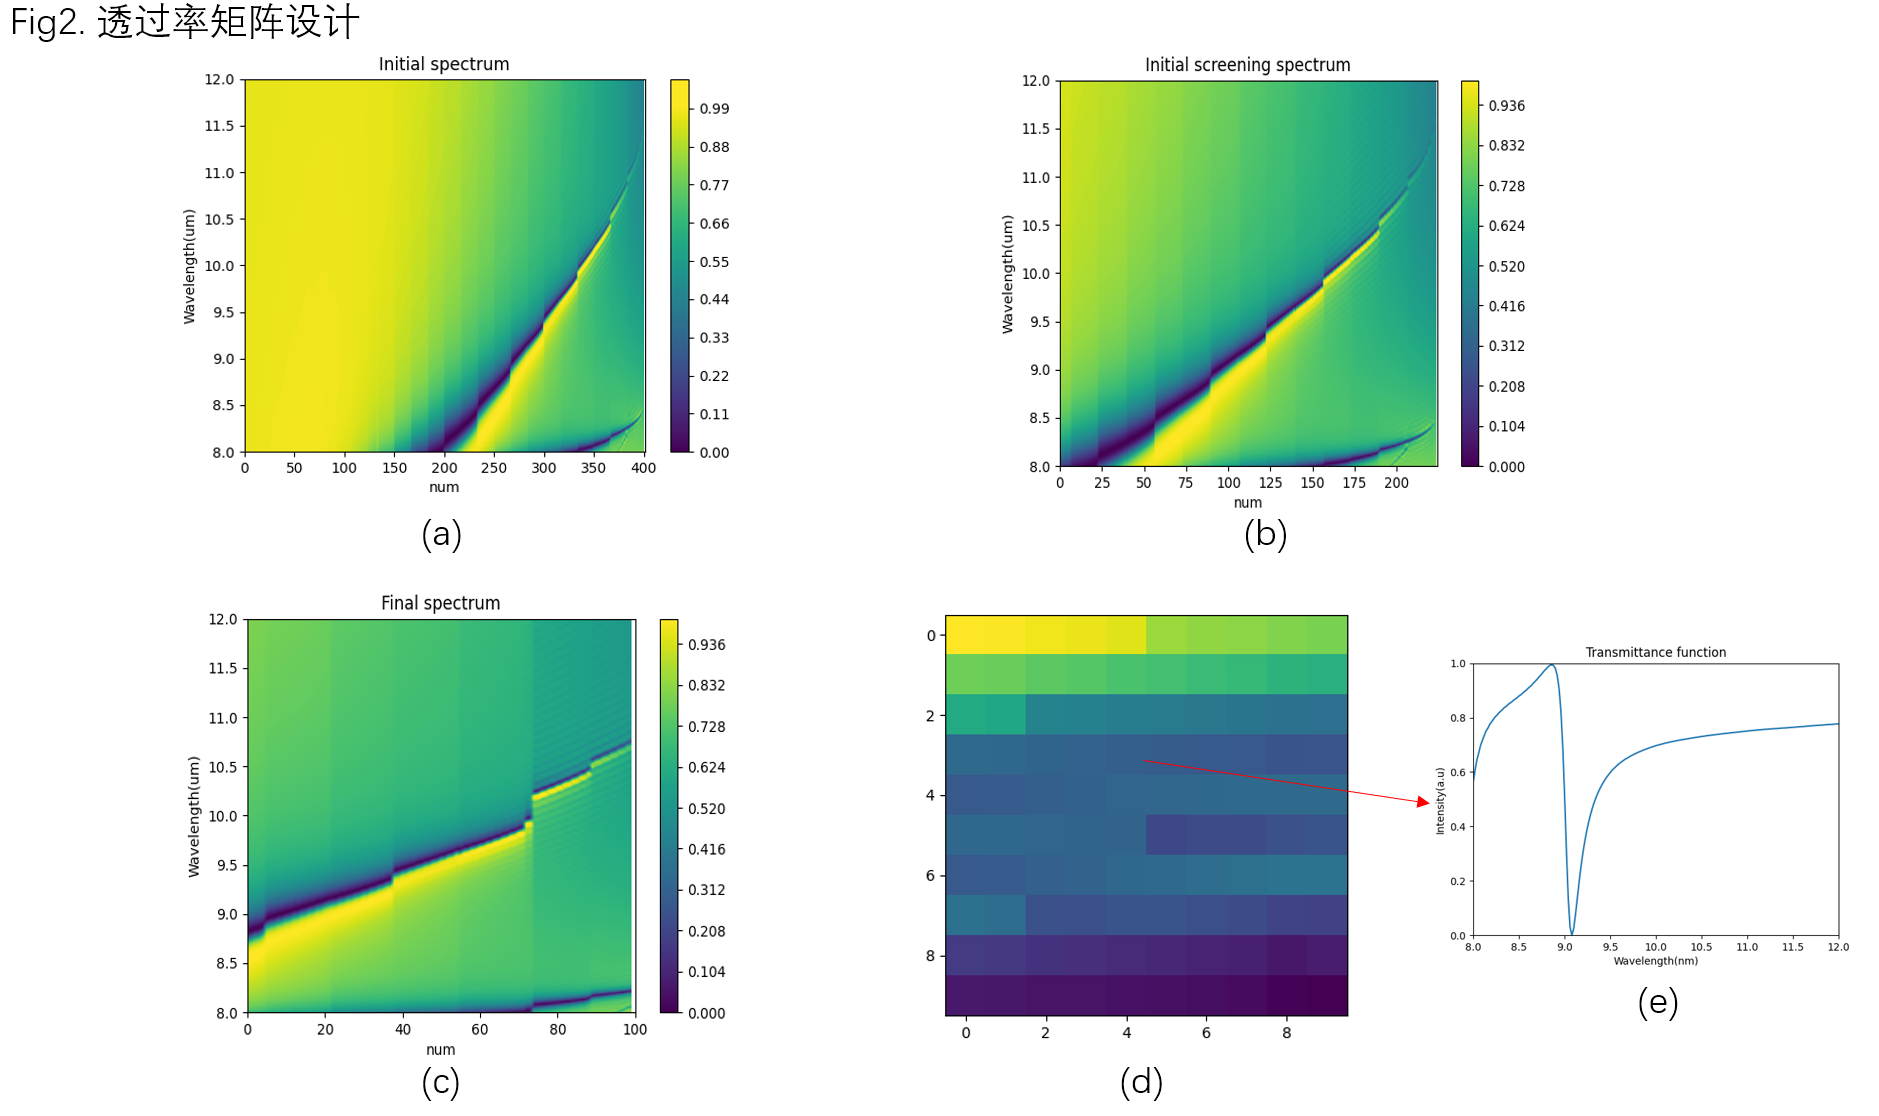 Fig2. 透过率矩阵设计
Initial spectrum
12.0
11.5
11.0
10.5
10.0
9.5
9.0
8.5
8.0
Wavelength(um)
0 50 100 150 200 250 300 350 400
num
0.99
0.88
0.77
0.66
0.55
0.44
0.33
0.22
0.11
0.00
(a)
Initial screening spectrum
12.0
11.5
11.0
10.5
10.0
9.5
9.0
8.5
8.0
Wavelength(um)
0 25 50 75 100 125 150 175 200
num
0.936
0.832
0.728
0.624
0.520
0.416
0.312
0.208
0.104
0.000
(b)
Final spectrum
12.0
11.5
11.0
10.5
10.0
9.5
9.0
8.5
8.0
Wavelength(um)
0 20 40 60 80 100
num
0.936
0.832
0.728
0.624
0.520
0.416
0.312
0.208
0.104
0.000
(c)
0
2
4
6
8
0 2 4 6 8
(d)
Transmittance function
1.0
0.8
0.6
0.4
0.2
0.0
Intensity(a.u)
8.0 8.5 9.0 9.5 10.0 10.5 11.0 11.5 12.0
Wavelength(nm)
(e)